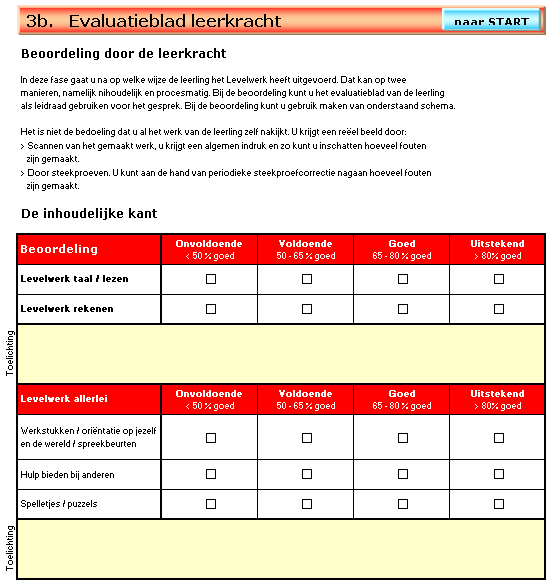 3b. Evaluatieblad leerkracht
naar START
Beoordeling door de leerkracht
In deze fase gaat u na op welke wijze de leerling het Levelwerk heeft uitgevoerd. Dat kan op twee
manieren, namelijk nihoudelijk en procesmatig. Bij de beoordeling kunt u het evaluatieblad van de leerling
als leidraad gebruiken voor het gesprek. Bij de beoordeling kunt u gebruik maken van onderstaand schema.
Het is niet de bedoeling dat u al het werk van de leerling zelf nakijkt. U krijgt een reëel beeld door:
> Scannen van het gemaakt werk, u krijgt een algemen indruk en zo kunt u inschatten hoeveel fouten
zijn gemaakt.
> Door steekproeven. U kunt aan de hand van periodieke steekproefcorrectie nagaan hoeveel fouten
zijn gemaakt.
De inhoudelijke kant
Beoordeling
Onvoldoende
< 50 % goed
Voldoende
50 - 65 % goed
Goed
65 - 80% goed
Uitstekend
> 80% goed
Levelwerk taal / lezen
Levelwerk rekenen
Toelichting
Levelwerk allerlei
Onvoldoende
< 50 % goed
Voldoende
50 - 65 % goed
Goed
65 - 80% goed
Uitstekend
> 80% goed
Werkstukken / oriëntatie op jezelf
en de wereld / spreekbeurten
Hulp bieden bij anderen
Spelletjes / puzzels
Toelichting